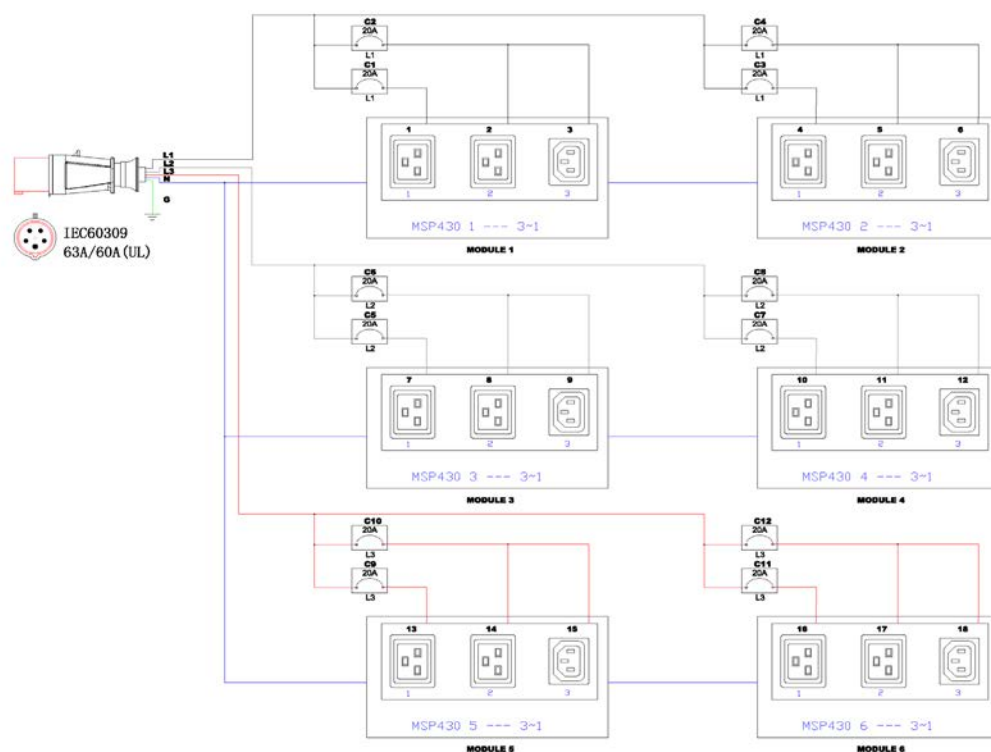 C2
20A
L1
C4
20A
L1
C1
20A
L1
C3
20A
L1
1 2 3
4 5 6
L1
L2
L3
N
G
1 2 3
1 2 3
MSP430 1 --- 3~1
MSP430 2 --- 3~1
IEC60309
63A/60A(UL)
MODULE 1
MODULE 2
C6
20A
L2
C8
20A
L2
C5
20A
L2
C7
20A
L2
7 8 9
10 11 12
1 2 3
1 2 3
MSP430 3 --- 3~1
MSP430 4 --- 3~1
MODULE 3
MODULE 4
C10
20A
L3
C12
20A
L3
C9
20A
L3
C11
20A
L3
13 14 15
16 17 18
1 2 3
1 2 3
MSP430 5 --- 3~1
MSP430 6 --- 3~1
MODULE 5
MODULE 6